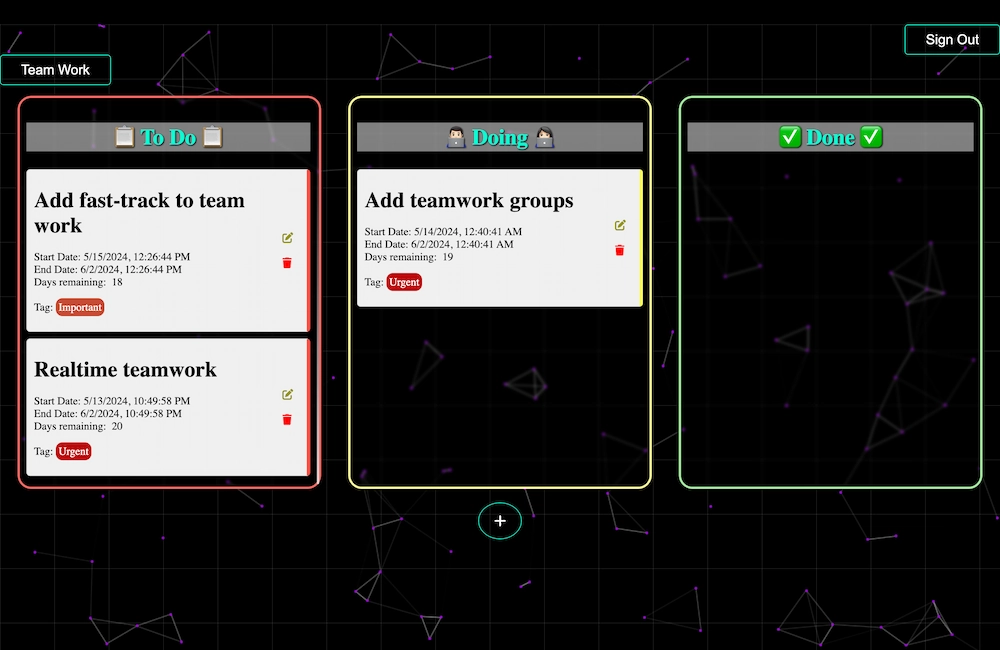 Sign Out
Team Work
📋 To Do 📋
Add fast-track to team
work
Start Date: 5/15/2024, 12:26:44 PM
End Date: 6/2/2024, 12:26:44 PM
Days remaining: 18
Tag: Important
Realtime teamwork
Start Date: 5/13/2024, 10:49:58 PM
End Date: 6/2/2024, 10:49:58 PM
Days remaining: 20
Tag: Urgent
👨🏻‍💻 Doing 👩🏻‍💻
Add teamwork groups
Start Date: 5/14/2024, 12:40:41 AM
End Date: 6/2/2024, 12:40:41 AM
Days remaining: 19
Tag: Urgent
✅ Done ✅
+